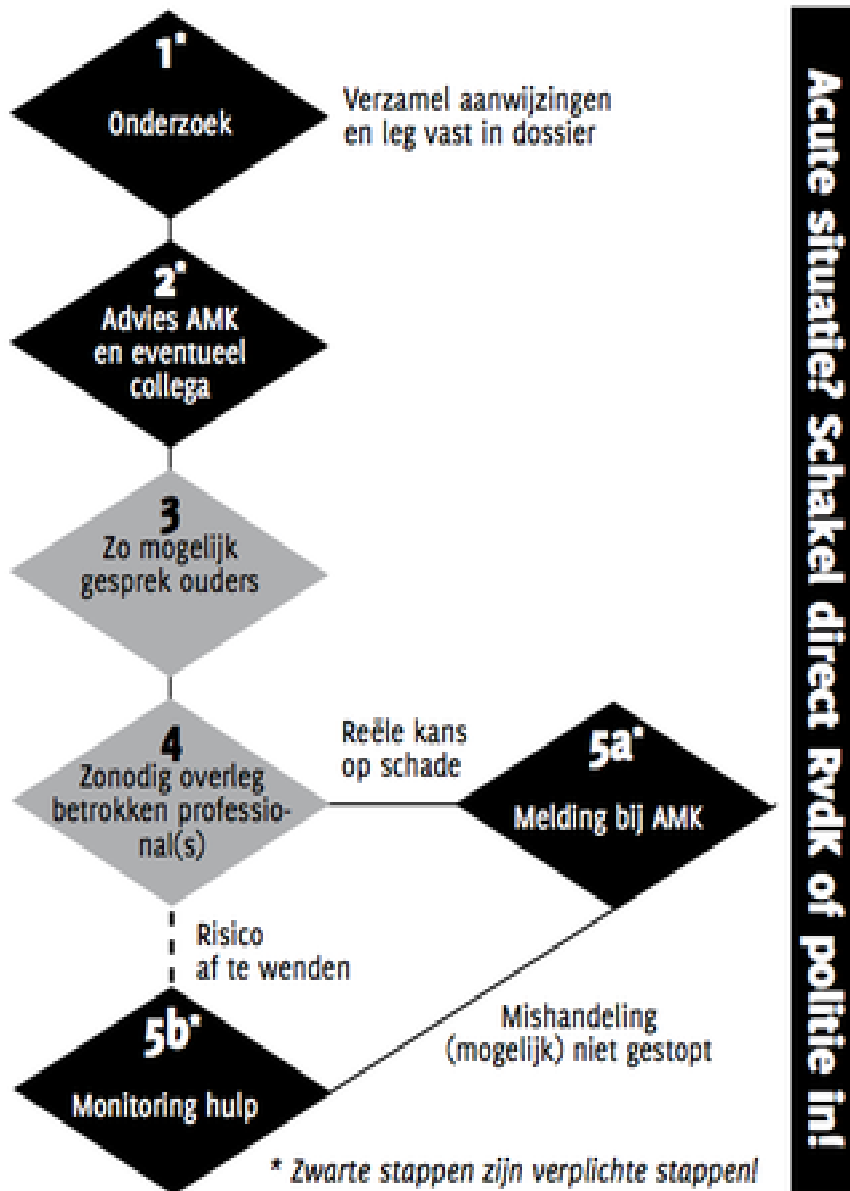 1*
Onderzoek
Verzamel aanwijzingen
en leg vast in dossier
2*
Advies AMK
en eventueel
collega
3
Zo mogelijk
gesprek ouders
4
Zonodig overleg
betrokken professio-
nal(s)
Reële kans
op schade
5a*
Melding bij AMK
Risico
af te wenden
5b*
Monitoring hulp
Mishandeling
(mogelijk) niet gestopt
* Zwarte stappen zijn verplichte stappen!
Acute situatie? Schakel direct RvdK of politie in!